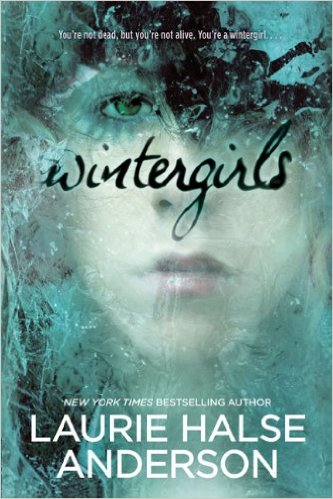 You're not dead, but you're not alive. You're a wintergirl. . . .
wintergirls
NEW YORK TIMES BESTSELLING AUTHOR
LAURIE HALSE
ANDERSON